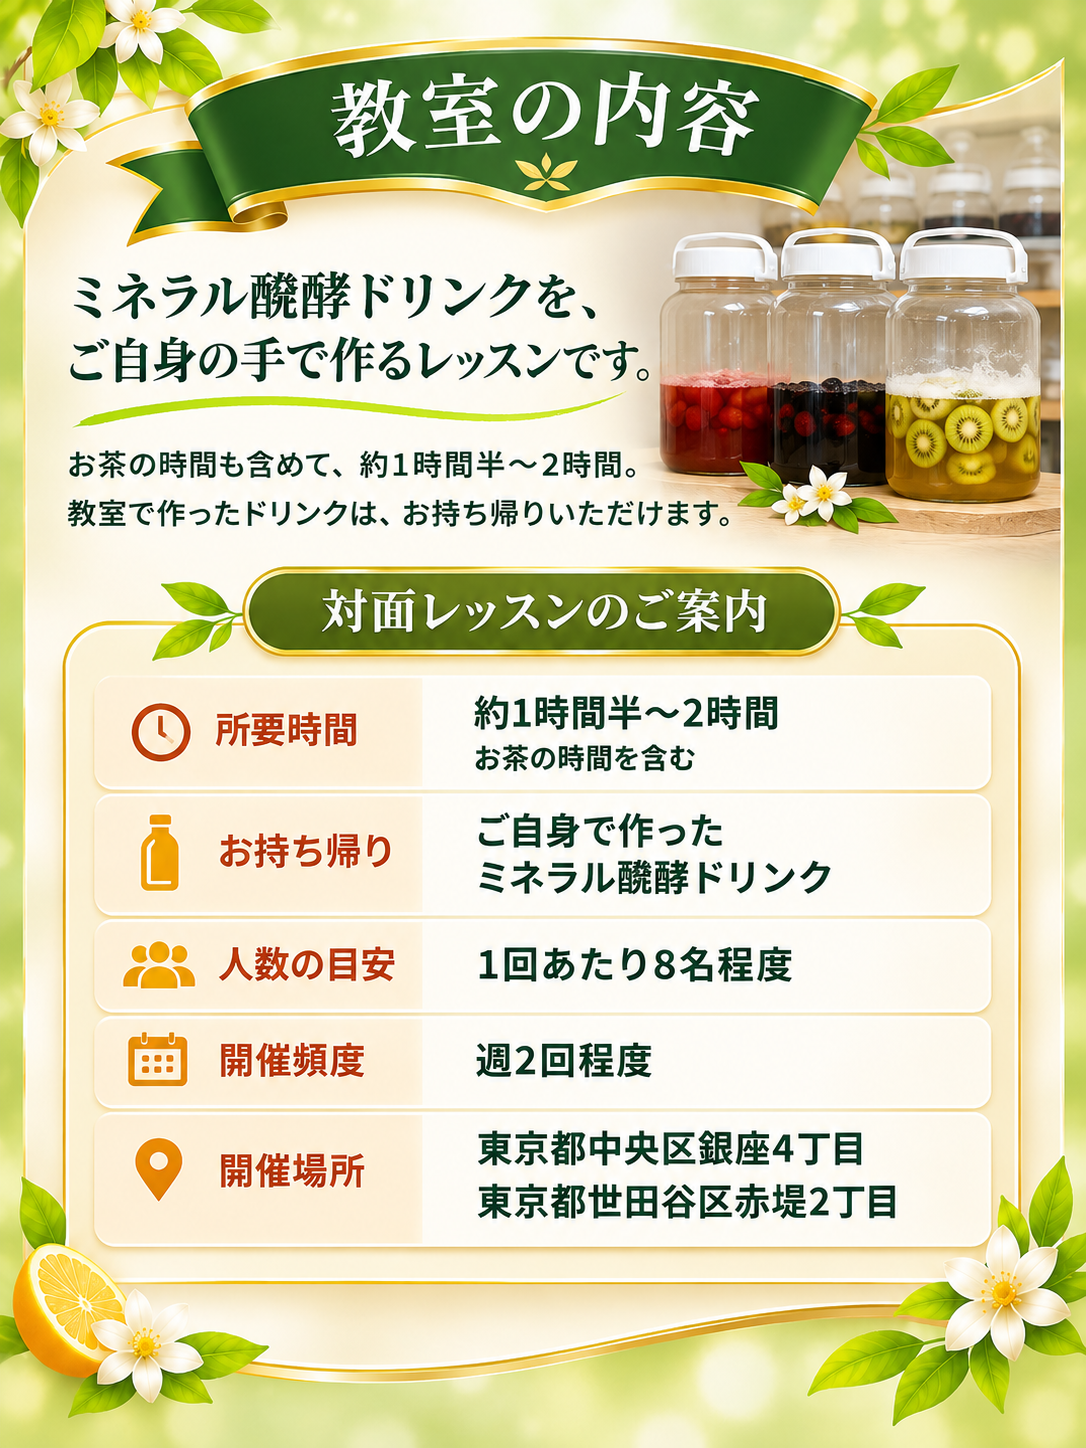 教室の内容
ミネラル醗酵ドリンクを、
ご自身の手で作るレッスンです。
お茶の時間も含めて、約1時間半～2時間。
教室で作ったドリンクは、お持ち帰りいただけます。
対面レッスンのご案内
所要時間
約1時間半～2時間
お茶の時間を含む
お持ち帰り
ご自身で作った
ミネラル醗酵ドリンク
人数の目安
1回あたり8名程度
開催頻度
週2回程度
開催場所
東京都中央区銀座4丁目
東京都世田谷区赤堤2丁目